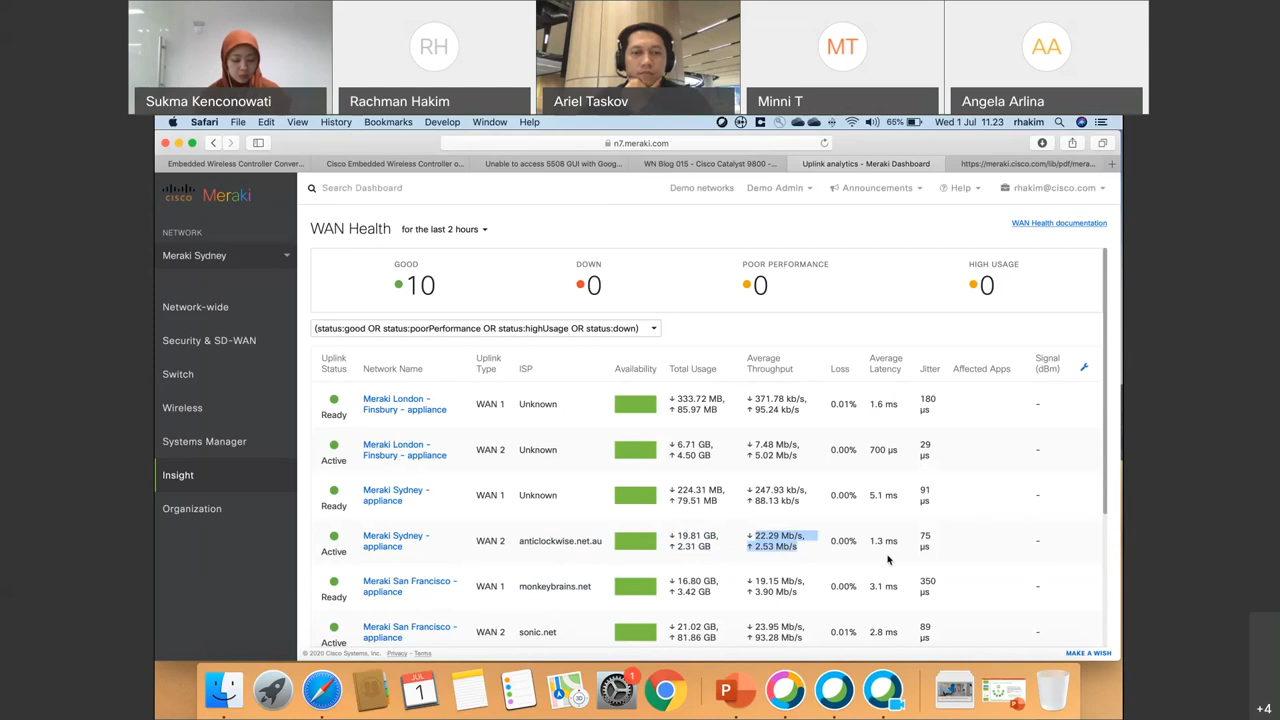 RH
MT
AA
Sukma Kenconowati
Rachman Hakim
Ariel Taskov
Minni T
Angela Arlina
Safari File Edit View History Bookmarks Develop Window Help
65% Wed 1 Jul 11.23 rhakim
n7.meraki.com
Embedded Wireless Controller Conver...
Cisco Embedded Wireless Controller o...
Unable to access 5508 GUI with Goog...
WN Blog 015 - Cisco Catalyst 9800 -...
Uplink analytics - Meraki Dashboard
https://meraki.cisco.com/lib/pdf/mera...
cisco Meraki
Search Dashboard
Demo networks
Demo Admin
Announcements
Help
rhakim@cisco.com
NETWORK
Meraki Sydney
Network-wide
Security & SD-WAN
Switch
Wireless
Systems Manager
Insight
Organization
WAN Health for the last 2 hours
WAN Health documentation
GOOD DOWN POOR PERFORMANCE HIGH USAGE
10 0 0 0
(status:good OR status:poorPerformance OR status:highUsage OR status:down)
Uplink Uplink Average Average Signal
Status Network Name Type ISP Availability Total Usage Throughput Loss Latency Jitter Affected Apps (dBm)
Meraki London - ↓ 333.72 MB, ↓ 371.78 kb/s, 180
Ready Finsbury - appliance WAN 1 Unknown ↑ 85.97 MB ↑ 95.24 kb/s 0.01% 1.6 ms µs -
Meraki London - ↓ 6.71 GB, ↓ 7.48 Mb/s, 29
Active Finsbury - appliance WAN 2 Unknown ↑ 4.50 GB ↑ 5.02 Mb/s 0.00% 700 µs µs -
Meraki Sydney - ↓ 224.31 MB, ↓ 247.93 kb/s, 91
Ready appliance WAN 1 Unknown ↑ 79.51 MB ↑ 88.13 kb/s 0.00% 5.1 ms µs -
Meraki Sydney - ↓ 19.81 GB, ↓ 22.29 Mb/s, 75
Active appliance WAN 2 anticlockwise.net.au ↑ 2.31 GB ↑ 2.53 Mb/s 0.00% 1.3 ms µs -
Meraki San Francisco - ↓ 16.80 GB, ↓ 19.15 Mb/s, 350
Ready appliance WAN 1 monkeybrains.net ↑ 3.42 GB ↑ 3.90 Mb/s 0.00% 3.1 ms µs -
Meraki San Francisco - ↓ 21.02 GB, ↓ 23.95 Mb/s, 89
Active appliance WAN 2 sonic.net ↑ 81.86 GB ↑ 93.28 Mb/s 0.01% 2.8 ms µs -
© 2020 Cisco Systems, Inc. Privacy - Terms
MAKE A WISH
JUL
1
3D
1
+4